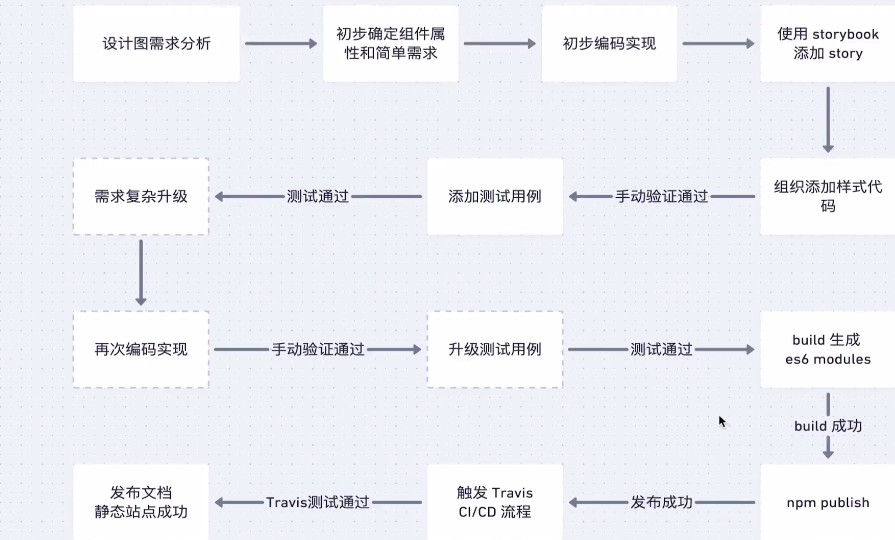 设计图需求分析
初步确定组件属
性和简单需求
初步编码实现
使用 storybook
添加 story
需求复杂升级
测试通过
添加测试用例
手动验证通过
组织添加样式代
码
再次编码实现
手动验证通过
升级测试用例
测试通过
build 生成
es6 modules
build 成功
发布文档
静态站点成功
Travis测试通过
触发 Travis
CI/CD 流程
发布成功
npm publish